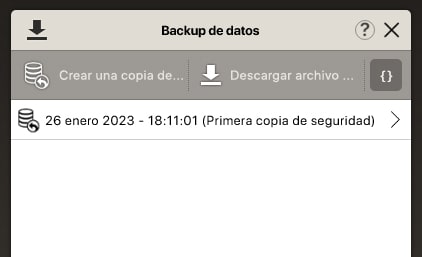 Backup de datos
?
Crear una copia de... Descargar archivo ... {}
26 enero 2023 - 18:11:01 (Primera copia de seguridad)